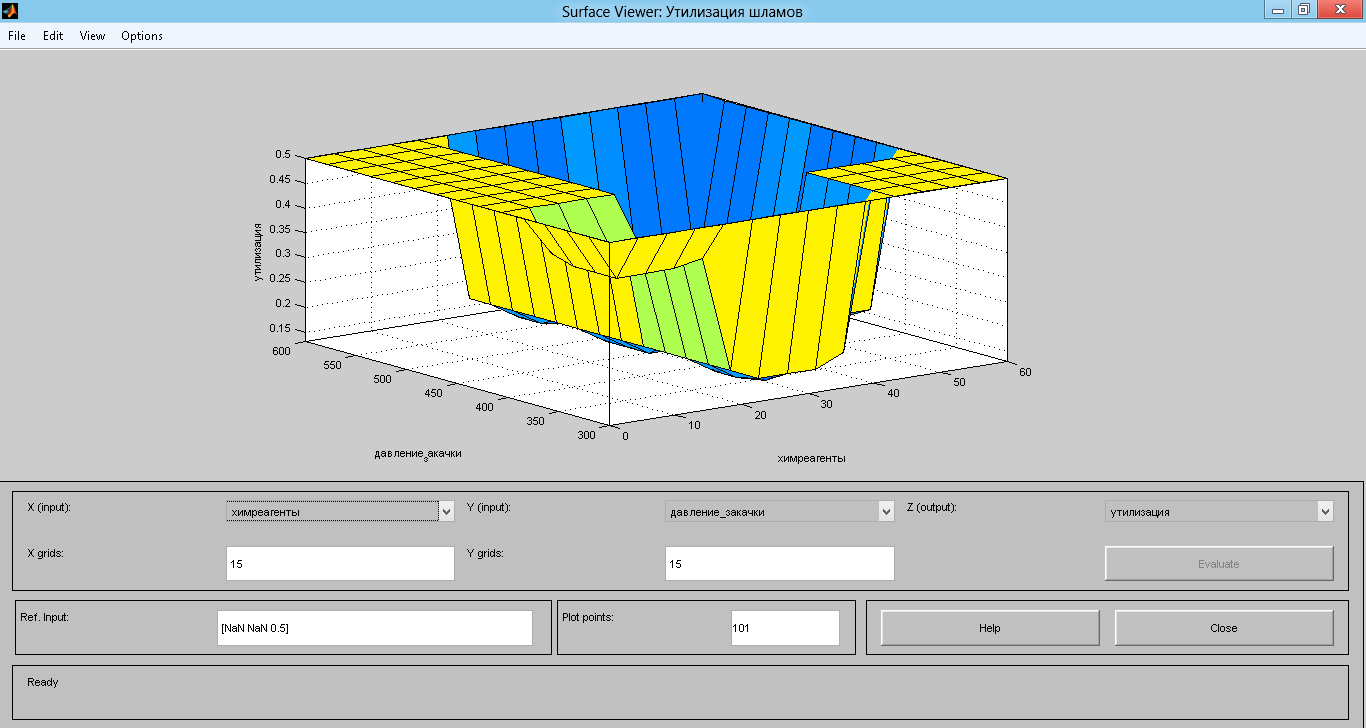 Surface Viewer: Утилизация шламов
File Edit View Options
0.5
0.45
0.4
0.35
0.3
0.25
0.2
0.15
утилизация
600
550
500
450
400
350
300
0
10
20
30
40
50
60
давление_закачки
химреагенты
X (input): химреагенты Y (input): давление_закачки Z (output): утилизация
X grids: 15 Y grids: 15 Evaluate
Ref. Input: [NaN NaN 0.5] Plot points: 101 Help Close
Ready